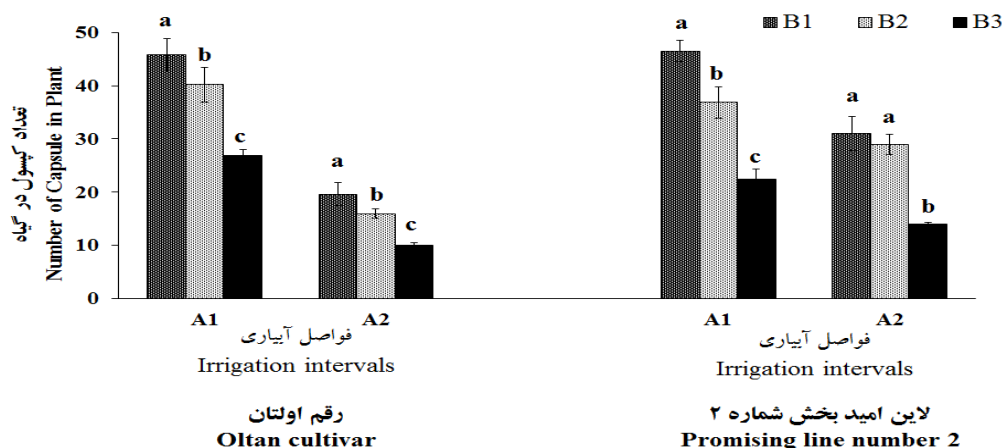 B1 B2 B3
تعداد کپسول در گیاه
Number of Capsule in Plant
50
40
30
20
10
0
a
b
c
a
b
c
a
b
c
a
a
b
A1 A2
فواصل آبیاری
Irrigation intervals
رقم اولتان
Oltan cultivar
A1 A2
فواصل آبیاری
Irrigation intervals
لاین امید بخش شماره ۲
Promising line number 2